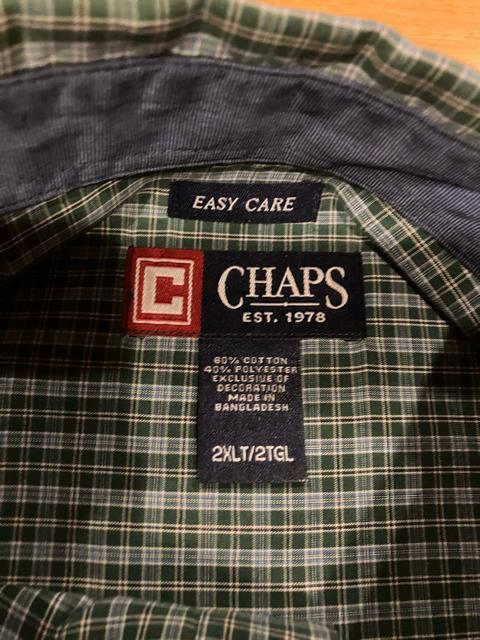 EASY CARE
C
CHAPS
EST. 1978
60% COTTON
40% POLYESTER
EXCLUSIVE OF
DECORATION
MADE IN
BANGLADESH
2XLT/2TGL